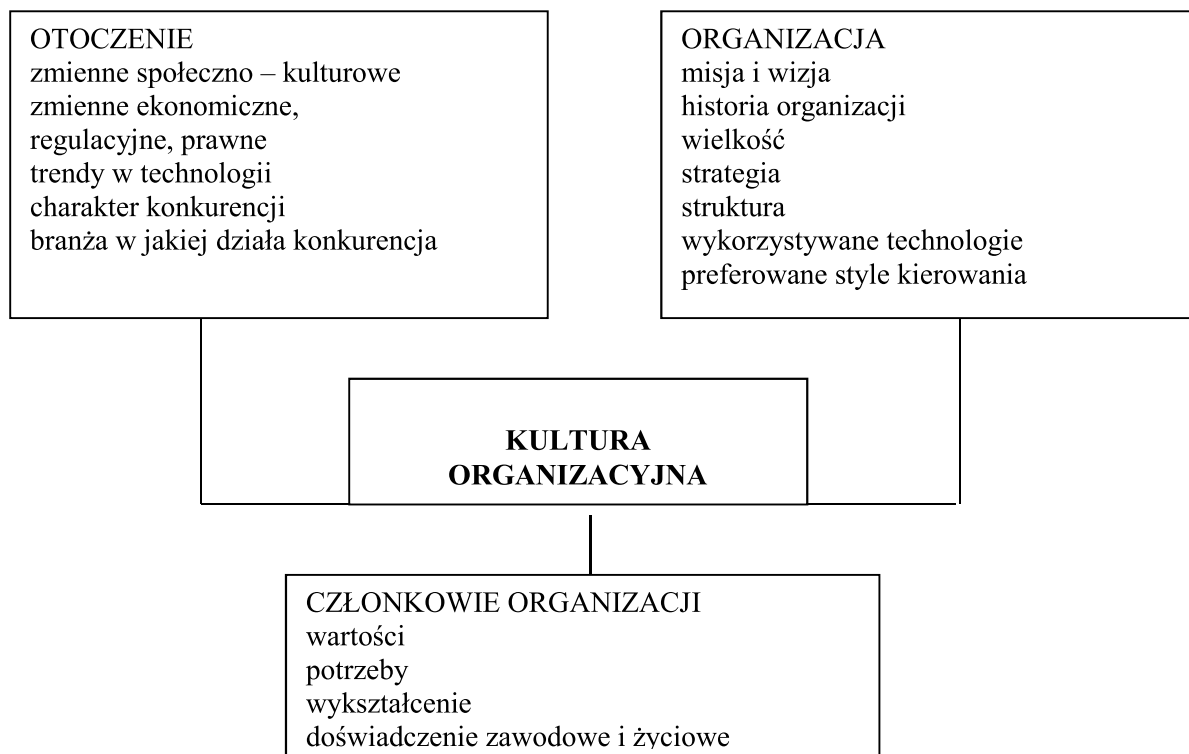 OTOCZENIE
zmienne społeczno – kulturowe
zmienne ekonomiczne,
regulacyjne, prawne
trendy w technologii
charakter konkurencji
branża w jakiej działa konkurencja
ORGANIZACJA
misja i wizja
historia organizacji
wielkość
strategia
struktura
wykorzystywane technologie
preferowane style kierowania
KULTURA
ORGANIZACYJNA
CZŁONKOWIE ORGANIZACJI
wartości
potrzeby
wykształcenie
doświadczenie zawodowe i życiowe